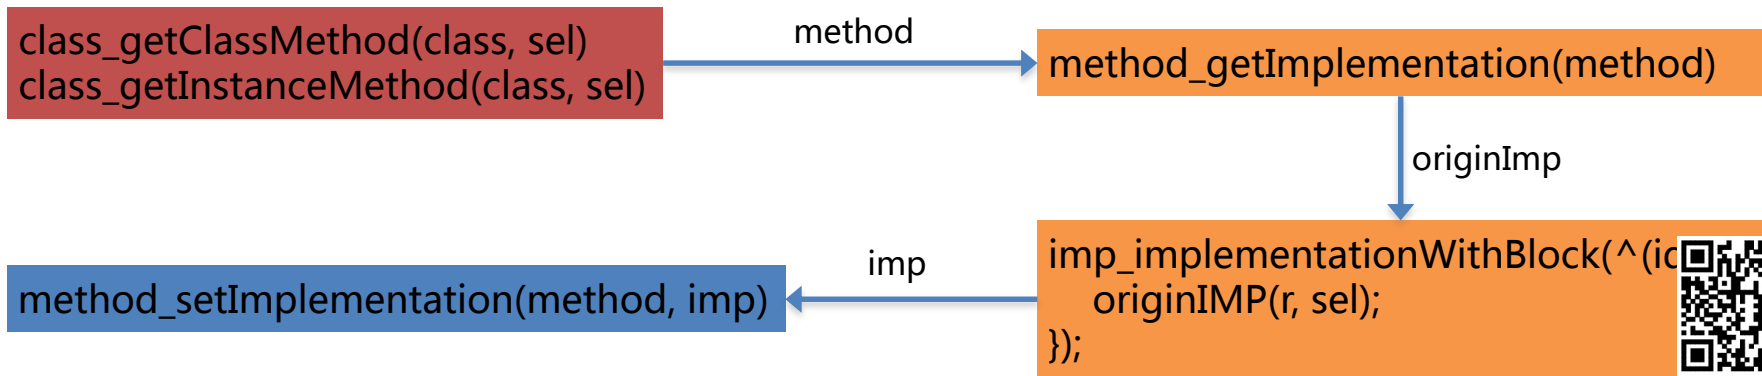 class_getClassMethod(class, sel)
class_getInstanceMethod(class, sel)
method
method_getImplementation(method)
originImp
imp_implementationWithBlock(^(
originIMP(r, sel);
});
imp
method_setImplementation(method, imp)